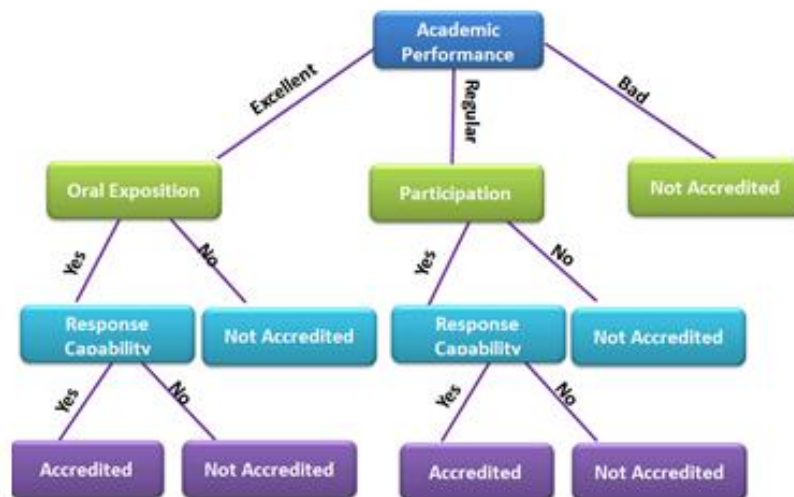 Academic
Performance
Excellent
Regular
Bad
Oral Exposition
Participation
Not Accredited
Yes
No
Yes
No
Response
Capability
Not Accredited
Response
Capability
Not Accredited
Yes
No
Yes
No
Accredited
Not Accredited
Accredited
Not Accredited